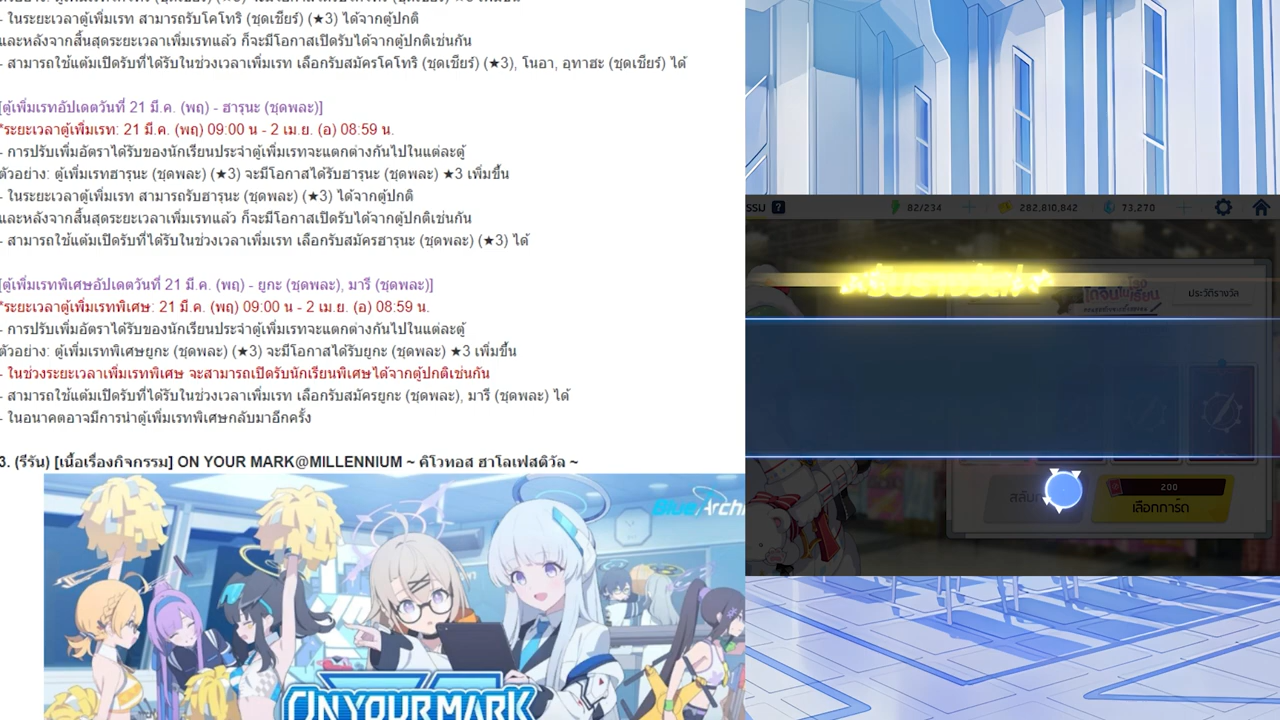 - ในระยะเวลาตู้เพิ่มเรท สามารถรับโคโทริ (ชุดเชียร์) (★3) ได้จากตู้ปกติ
และหลังจากสิ้นสุดระยะเวลาเพิ่มเรทแล้ว ก็จะมีโอกาสเปิดรับได้จากตู้ปกติเช่นกัน
- สามารถใช้แต้มเปิดรับที่ได้รับในช่วงเวลาเพิ่มเรท เลือกรับสมัครโคโทริ (ชุดเชียร์) (★3), โนอา, อุทาฮะ (ชุดเชียร์) ได้
[ตู้เพิ่มเรทอัปเดตวันที่ 21 มี.ค. (พฤ) - ฮารุนะ (ชุดพละ)]
*ระยะเวลาตู้เพิ่มเรท: 21 มี.ค. (พฤ) 09:00 น - 2 เม.ย. (อ) 08:59 น.
- การปรับเพิ่มอัตราได้รับของนักเรียนประจำตู้เพิ่มเรทจะแตกต่างกันไปในแต่ละตู้
ตัวอย่าง: ตู้เพิ่มเรทฮารุนะ (ชุดพละ) (★3) จะมีโอกาสได้รับฮารุนะ (ชุดพละ) ★3 เพิ่มขึ้น
- ในระยะเวลาตู้เพิ่มเรท สามารถรับฮารุนะ (ชุดพละ) (★3) ได้จากตู้ปกติ
และหลังจากสิ้นสุดระยะเวลาเพิ่มเรทแล้ว ก็จะมีโอกาสเปิดรับได้จากตู้ปกติเช่นกัน
- สามารถใช้แต้มเปิดรับที่ได้รับในช่วงเวลาเพิ่มเรท เลือกรับสมัครฮารุนะ (ชุดพละ) (★3) ได้
[ตู้เพิ่มเรทพิเศษอัปเดตวันที่ 21 มี.ค. (พฤ) - ยูกะ (ชุดพละ), มารี (ชุดพละ)]
*ระยะเวลาตู้เพิ่มเรทพิเศษ: 21 มี.ค. (พฤ) 09:00 น - 2 เม.ย. (อ) 08:59 น.
- การปรับเพิ่มอัตราได้รับของนักเรียนประจำตู้เพิ่มเรทจะแตกต่างกันไปในแต่ละตู้
ตัวอย่าง: ตู้เพิ่มเรทพิเศษยูกะ (ชุดพละ) (★3) จะมีโอกาสได้รับยูกะ (ชุดพละ) ★3 เพิ่มขึ้น
- ในช่วงระยะเวลาเพิ่มเรทพิเศษ จะสามารถเปิดรับนักเรียนพิเศษได้จากตู้ปกติเช่นกัน
- สามารถใช้แต้มเปิดรับที่ได้รับในช่วงเวลาเพิ่มเรท เลือกรับสมัครยูกะ (ชุดพละ), มารี (ชุดพละ) ได้
- ในอนาคตอาจมีการนำตู้เพิ่มเรทพิเศษกลับมาอีกครั้ง
3. (รีรัน) [เนื้อเรื่องกิจกรรม] ON YOUR MARK@MILLENNIUM ~ คิโวทอส ฮาโลเฟสติวัล ~
Blue Archi
ON YOUR MARK
รรม ?
82/234
282,810,842
73,270
ประวัติรางวัล
200
เลือกการ์ด